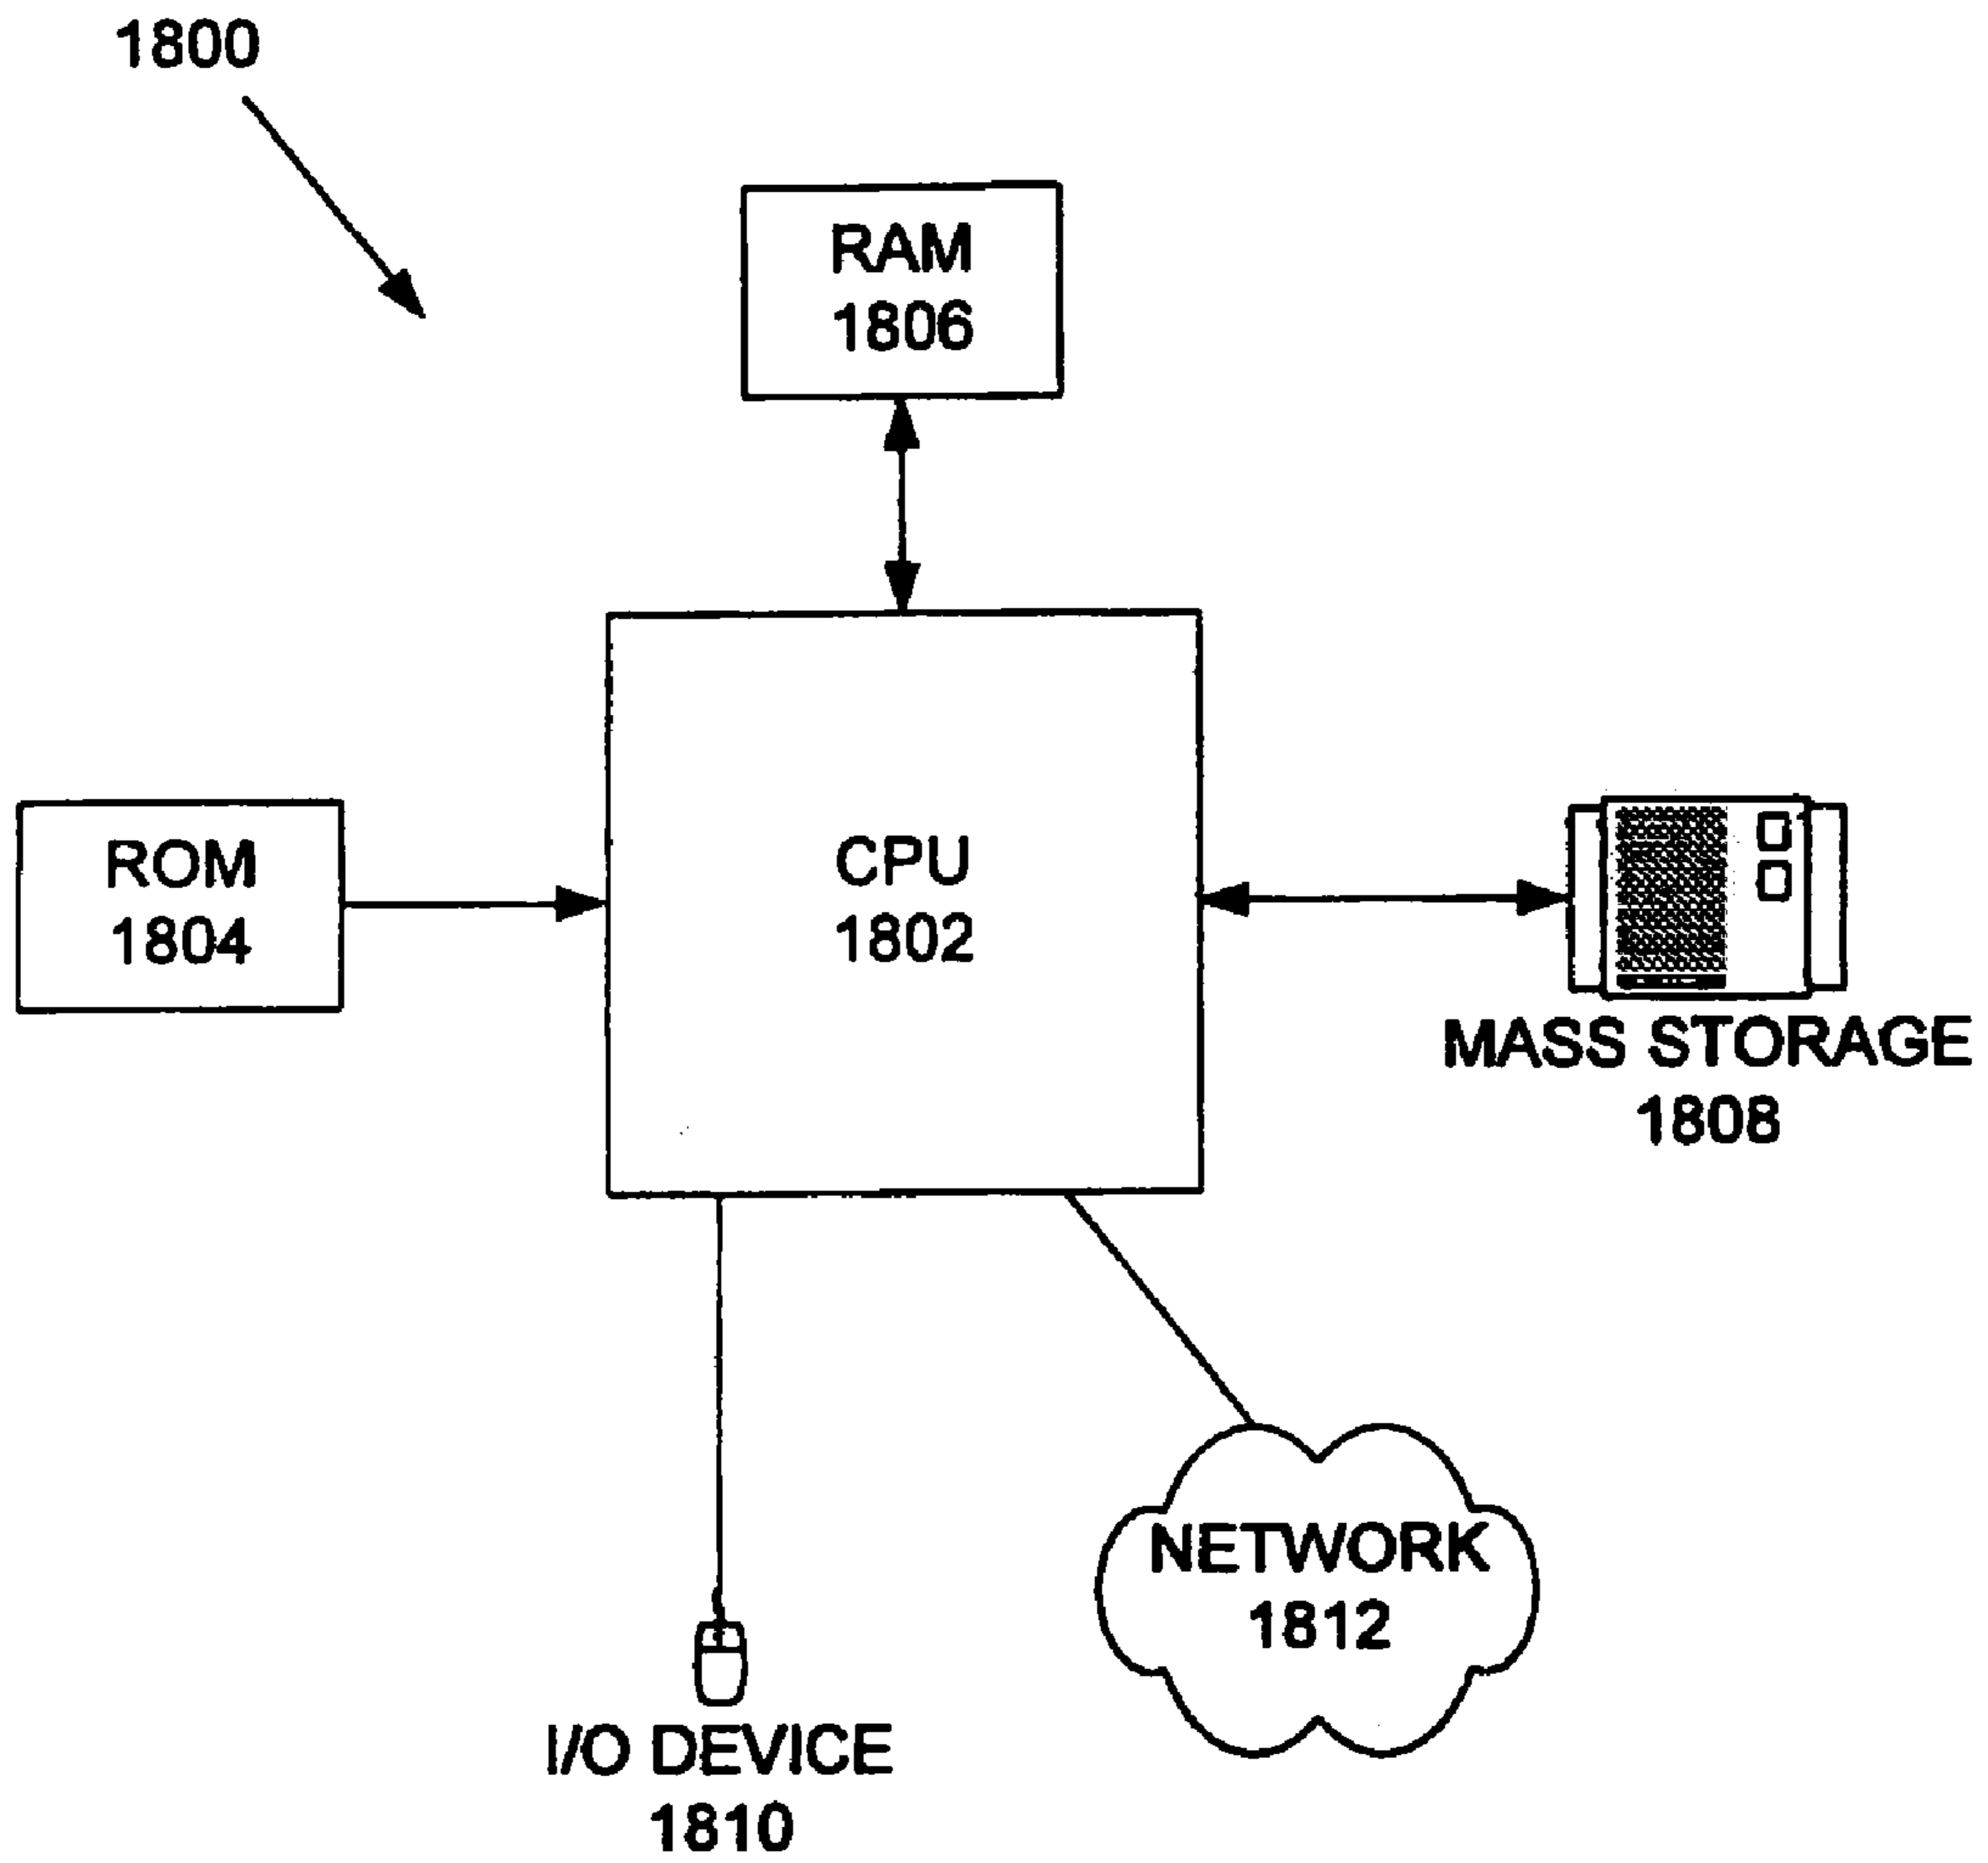 1800
RAM
1806
ROM
1804
CPU
1802
MASS STORAGE
1808
NETWORK
1812
I/O DEVICE
1810